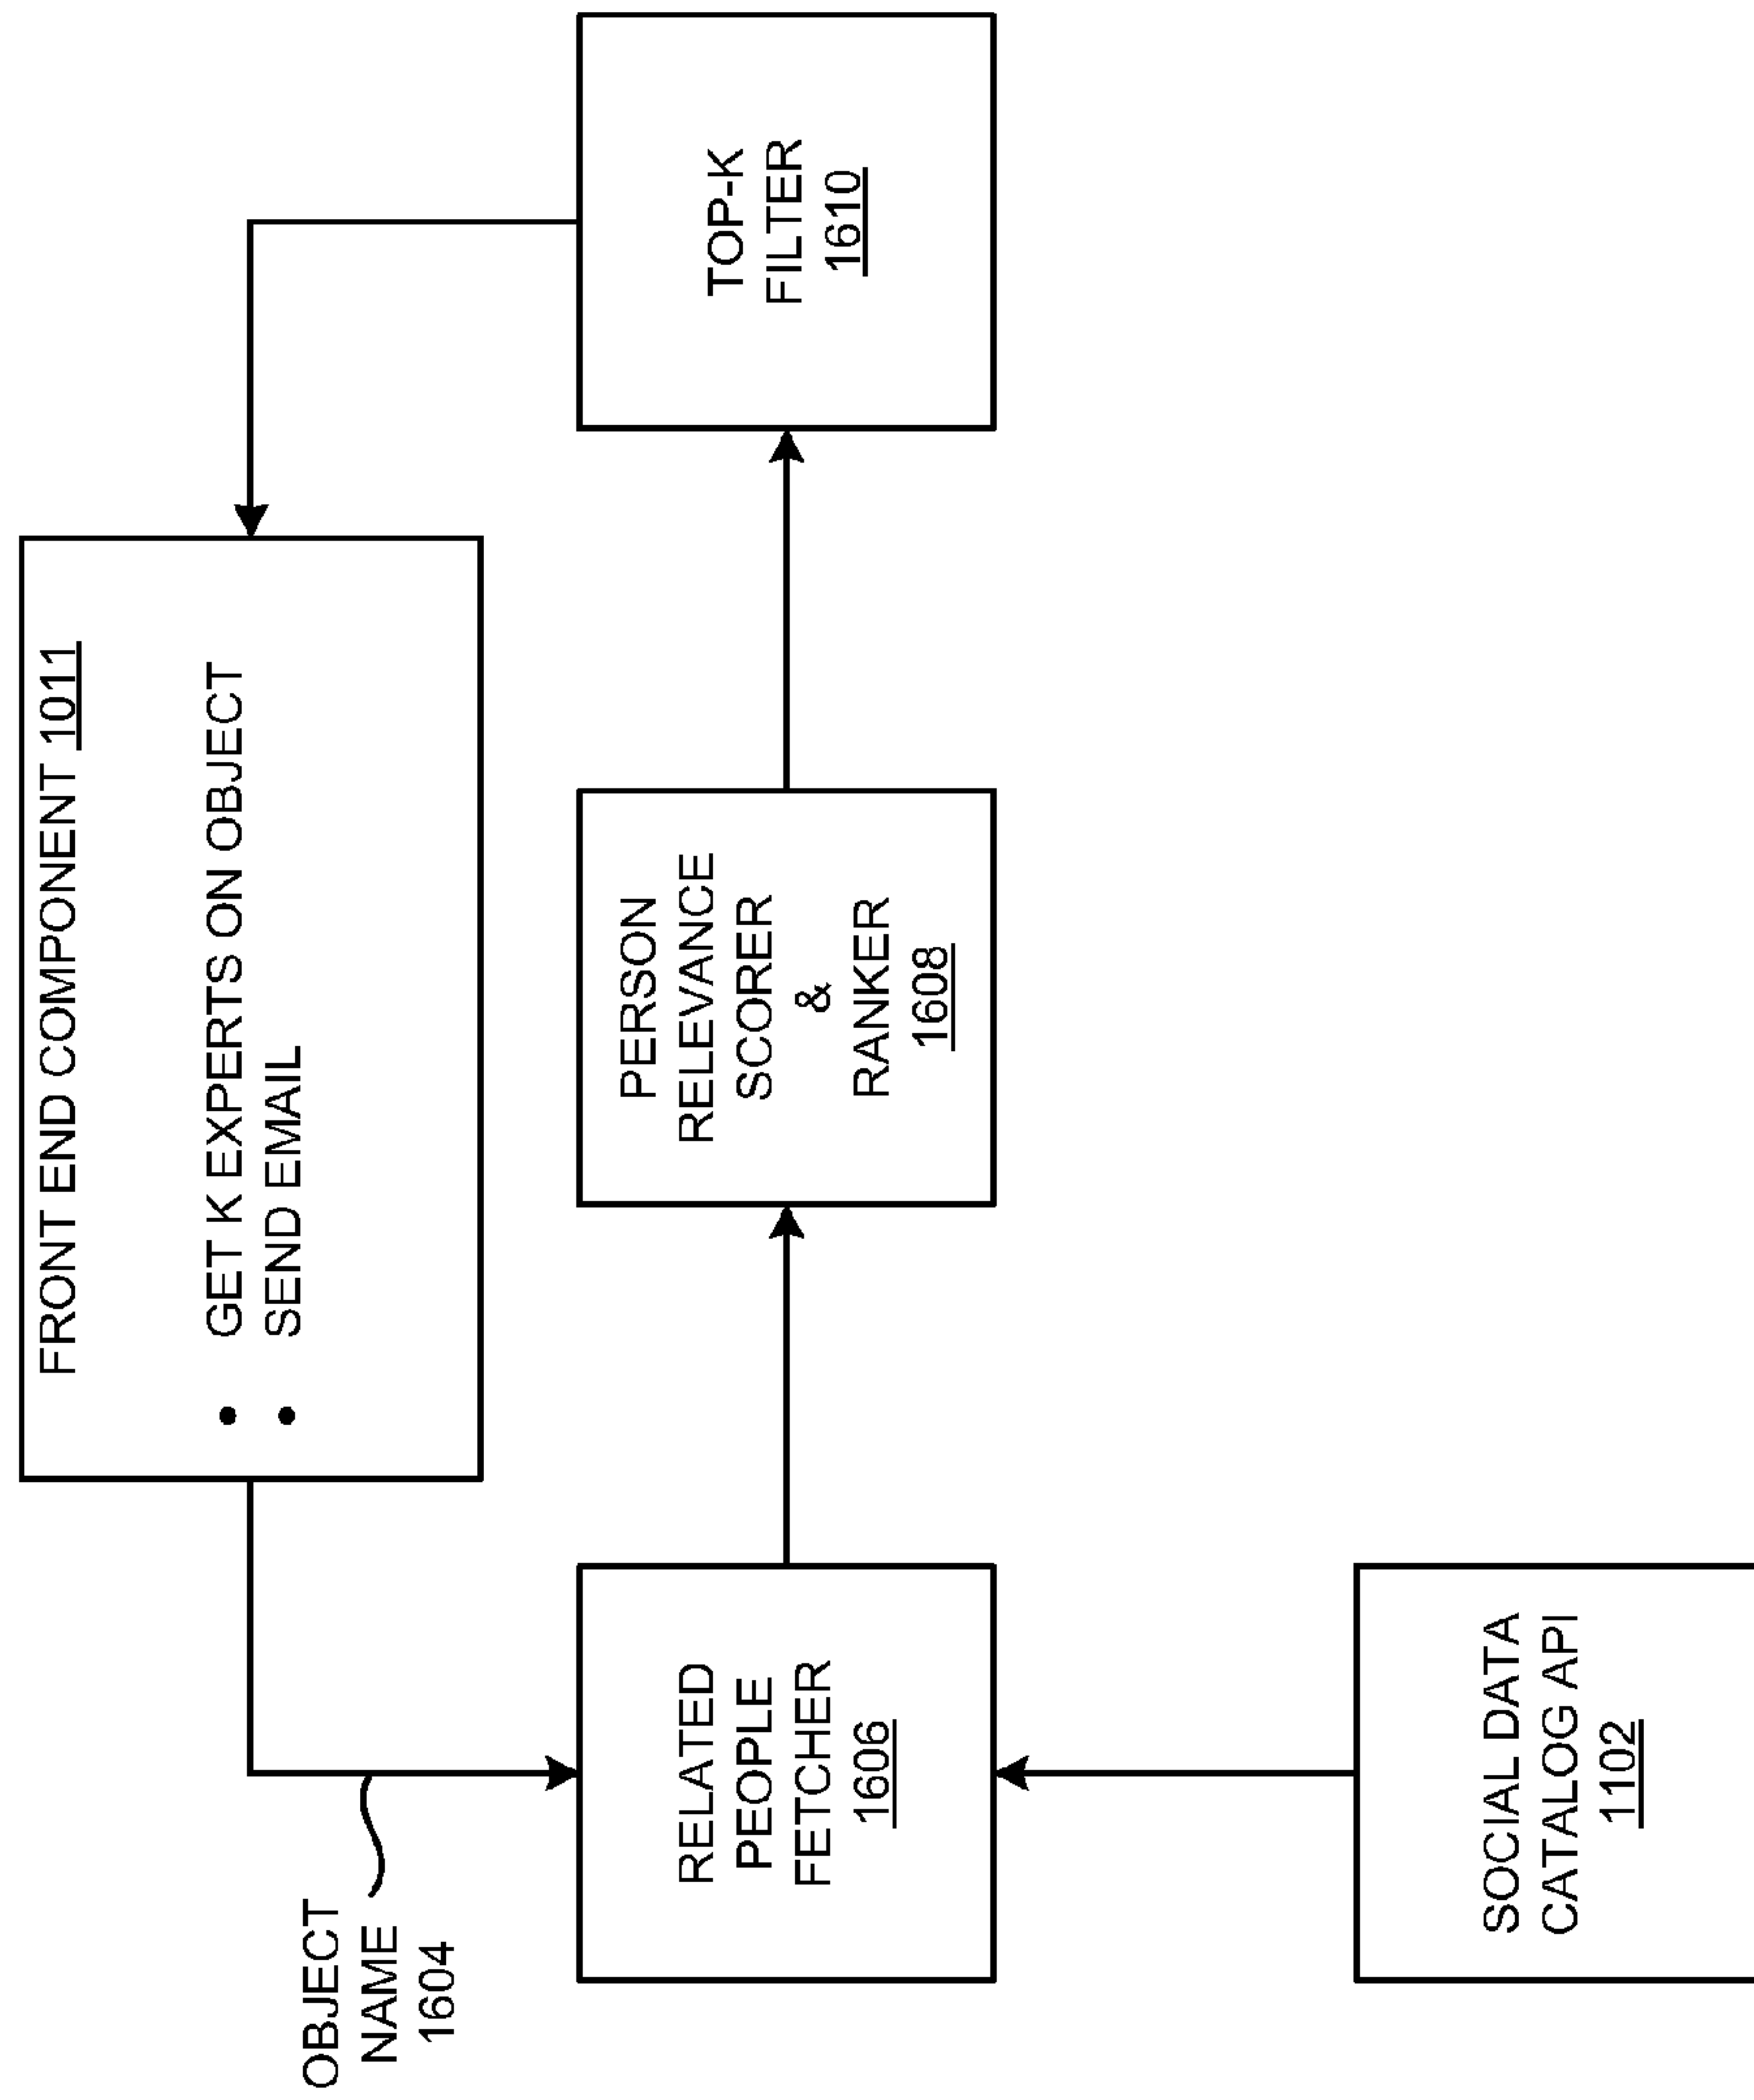 FRONT END COMPONENT 1011
• GET K EXPERTS ON OBJECT
• SEND EMAIL
OBJECT
NAME
1604
RELATED
PEOPLE
FETCHER
1606
PERSON
RELEVANCE
SCORER
&
RANKER
1608
TOP-K
FILTER
1610
SOCIAL DATA
CATALOG API
1102